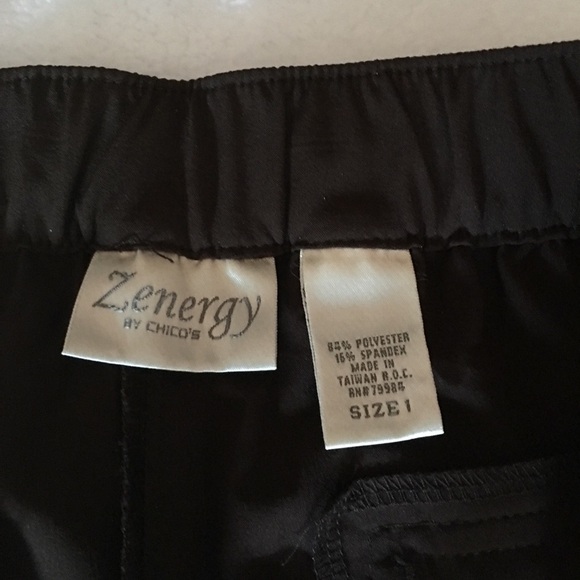 Zenergy
BY CHICO'S
84% POLYESTER
16% SPANDEX
MADE IN
TAIWAN R.O.C.
RN#79984
SIZE 1